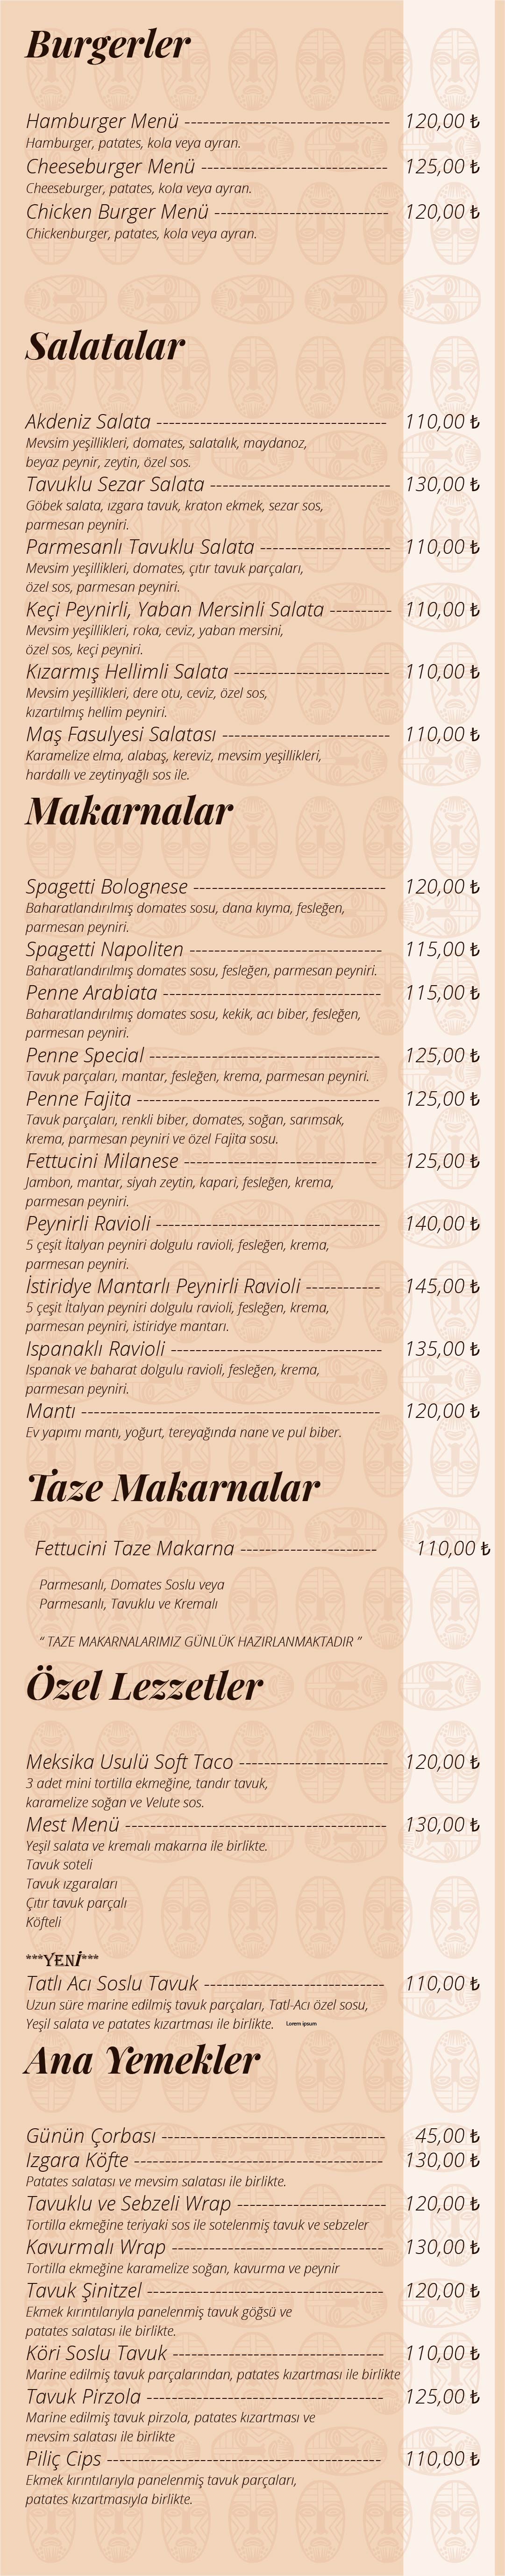 Burgerler
Hamburger Menü -------------------------------- 120,00 ₺
Hamburger, patates, kola veya ayran.
Cheeseburger Menü ----------------------------- 125,00 ₺
Cheeseburger, patates, kola veya ayran.
Chicken Burger Menü --------------------------- 120,00 ₺
Chickenburger, patates, kola veya ayran.
Salatalar
Akdeniz Salata ------------------------------------ 110,00 ₺
Mevsim yeşillikleri, domates, salatalık, maydanoz,
beyaz peynir, zeytin, özel sos.
Tavuklu Sezar Salata ---------------------------- 130,00 ₺
Göbek salata, ızgara tavuk, kraton ekmek, sezar sos,
parmesan peyniri.
Parmesanlı Tavuklu Salata -------------------- 110,00 ₺
Mevsim yeşillikleri, domates, çıtır tavuk parçaları,
özel sos, parmesan peyniri.
Keçi Peynirli, Yaban Mersinli Salata ---------- 110,00 ₺
Mevsim yeşillikleri, roka, ceviz, yaban mersini,
özel sos, keçi peyniri.
Kızarmış Hellimli Salata ------------------------ 110,00 ₺
Mevsim yeşillikleri, dere otu, ceviz, özel sos,
kızartılmış hellim peyniri.
Maş Fasulyesi Salatası -------------------------- 110,00 ₺
Karamelize elma, alabaş, kereviz, mevsim yeşillikleri,
hardallı ve zeytinyağlı sos ile.
Makarnalar
Spagetti Bolognese ------------------------------ 120,00 ₺
Baharatlandırılmış domates sosu, dana kıyma, fesleğen,
parmesan peyniri.
Spagetti Napoliten ------------------------------ 115,00 ₺
Baharatlandırılmış domates sosu, fesleğen, parmesan peyniri.
Penne Arabiata ---------------------------------- 115,00 ₺
Baharatlandırılmış domates sosu, kekik, acı biber, fesleğen,
parmesan peyniri.
Penne Special ------------------------------------ 125,00 ₺
Tavuk parçaları, mantar, fesleğen, krema, parmesan peyniri.
Penne Fajita -------------------------------------- 125,00 ₺
Tavuk parçaları, renkli biber, domates, soğan, sarımsak,
krema, parmesan peyniri ve özel Fajita sosu.
Fettucini Milanese ------------------------------ 125,00 ₺
Jambon, mantar, siyah zeytin, kapari, fesleğen, krema,
parmesan peyniri.
Peynirli Ravioli ----------------------------------- 140,00 ₺
5 çeşit İtalyan peyniri dolgulu ravioli, fesleğen, krema,
parmesan peyniri.
İstiridye Mantarlı Peynirli Ravioli ------------ 145,00 ₺
5 çeşit İtalyan peyniri dolgulu ravioli, fesleğen, krema,
parmesan peyniri, istiridye mantarı.
Ispanaklı Ravioli --------------------------------- 135,00 ₺
Ispanak ve baharat dolgulu ravioli, fesleğen, krema,
parmesan peyniri.
Mantı ----------------------------------------------- 120,00 ₺
Ev yapımı mantı, yoğurt, tereyağında nane ve pul biber.
Taze Makarnalar
Fettucini Taze Makarna ---------------------- 110,00 ₺
Parmesanlı, Domates Soslu veya
Parmesanlı, Tavuklu ve Kremalı
“ TAZE MAKARNALARIMIZ GÜNLÜK HAZIRLANMAKTADIR ”
Özel Lezzetler
Meksika Usulü Soft Taco ----------------------- 120,00 ₺
3 adet mini tortilla ekmeğine, tandır tavuk,
karamelize soğan ve Velute sos.
Mest Menü ---------------------------------------- 130,00 ₺
Yeşil salata ve kremalı makarna ile birlikte.
Tavuk soteli
Tavuk ızgaraları
Çıtır tavuk parçalı
Köfteli
***YENİ***
Tatlı Acı Soslu Tavuk ---------------------------- 110,00 ₺
Uzun süre marine edilmiş tavuk parçaları, Tatl-Acı özel sosu,
Yeşil salata ve patates kızartması ile birlikte. Lorem ipsum
Ana Yemekler
Günün Çorbası ----------------------------------- 45,00 ₺
Izgara Köfte --------------------------------------- 130,00 ₺
Patates salatası ve mevsim salatası ile birlikte.
Tavuklu ve Sebzeli Wrap ----------------------- 120,00 ₺
Tortilla ekmeğine teriyaki sos ile sotelenmiş tavuk ve sebzeler
Kavurmalı Wrap --------------------------------- 130,00 ₺
Tortilla ekmeğine karamelize soğan, kavurma ve peynir
Tavuk Şinitzel ------------------------------------- 120,00 ₺
Ekmek kırıntılarıyla panelenmiş tavuk göğsü ve
patates salatası ile birlikte.
Köri Soslu Tavuk --------------------------------- 110,00 ₺
Marine edilmiş tavuk parçalarından, patates kızartması ile birlikte
Tavuk Pirzola ------------------------------------- 125,00 ₺
Marine edilmiş tavuk pirzola, patates kızartması ve
mevsim salatası ile birlikte
Piliç Cips ------------------------------------------- 110,00 ₺
Ekmek kırıntılarıyla panelenmiş tavuk parçaları,
patates kızartmasıyla birlikte.